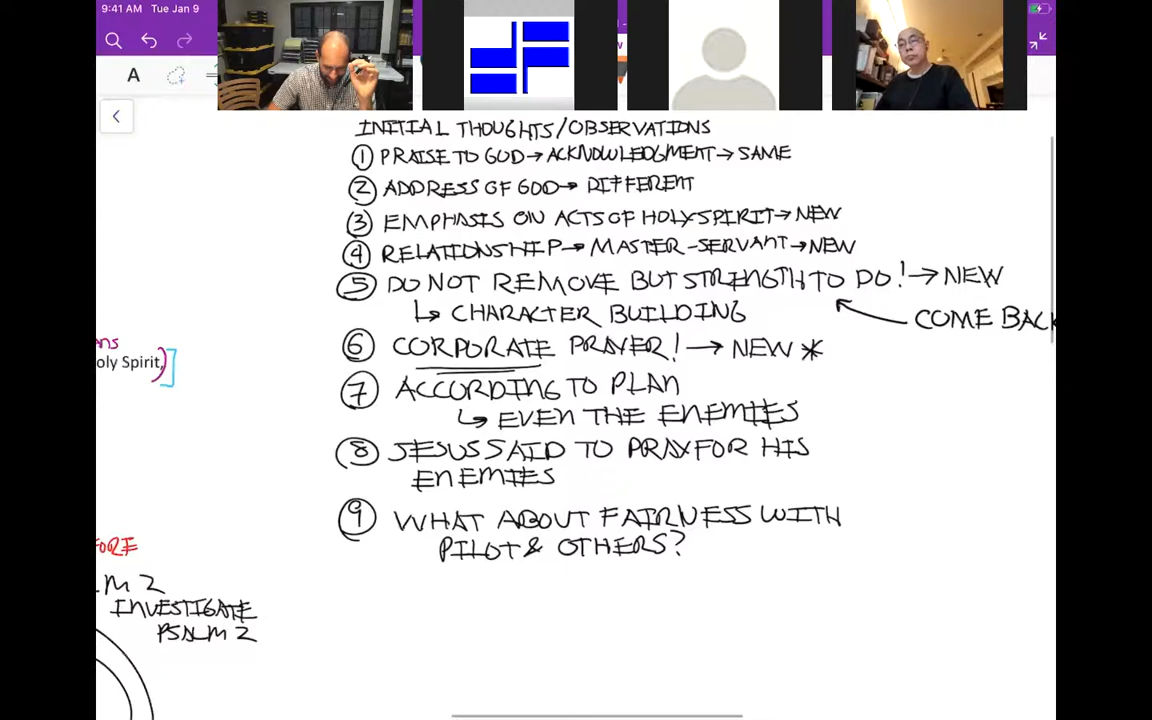 9:41 AM Tue Jan 9
A
INITIAL THOUGHTS/OBSERVATIONS
① PRAISE TO GOD→ACKNOWLEDGMENT→SAME
② ADDRESS OF GOD→ DIFFERENT
③ EMPHASIS ON ACTS OF HOLY SPIRIT→NEW
④ RELATIONSHIP→MASTER-SERVANT→NEW
⑤ DO NOT REMOVE BUT STRENGTH TO DO!→NEW
↳ CHARACTER BUILDING
COME BACK
⑥ CORPORATE PRAYER! → NEW *
⑦ ACCORDING TO PLAN
↳ EVEN THE ENEMIES
⑧ JESUS SAID TO PRAY FOR HIS
ENEMIES
⑨ WHAT ABOUT FAIRNESS WITH
PILOT & OTHERS?
oly Spirit,)]
INVESTIGATE
PSALM 2